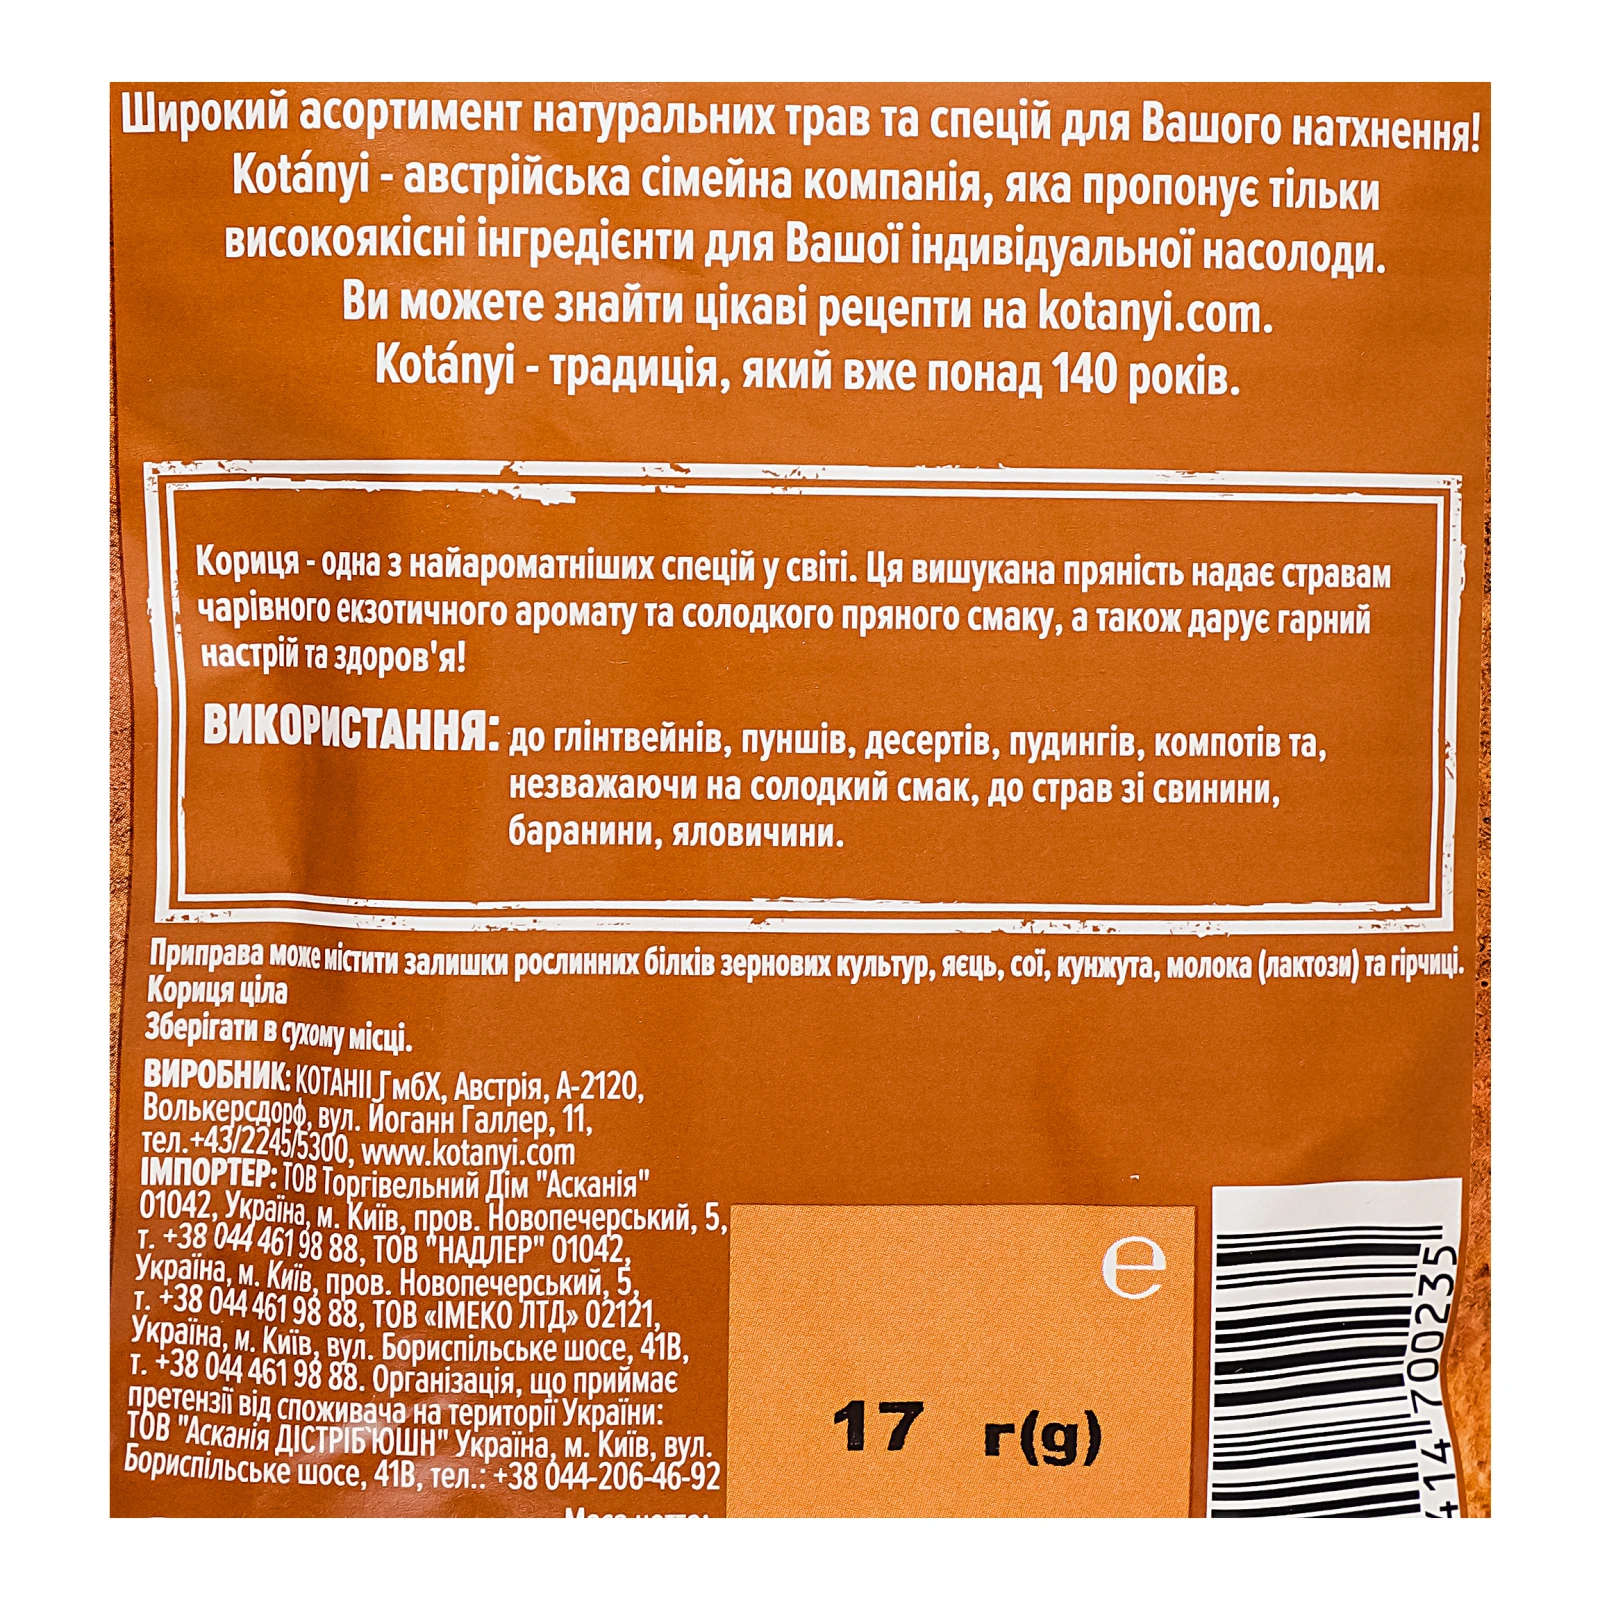 Широкий асортимент натуральних трав та спецій для Вашого натхнення!
Kotányi - австрійська сімейна компанія, яка пропонує тільки
високоякісні інгредієнти для Вашої індивідуальної насолоди.
Ви можете знайти цікаві рецепти на kotanyi.com.
Kotányi - традиція, який вже понад 140 років.
Кориця - одна з найароматніших спецій у світі. Ця вишукана пряність надає стравам
чарівного екзотичного аромату та солодкого пряного смаку, а також дарує гарний
настрій та здоров'я!
ВИКОРИСТАННЯ: до глінтвейнів, пуншів, десертів, пудингів, компотів та,
незважаючи на солодкий смак, до страв зі свинини,
баранини, яловичини.
Приправа може містити залишки рослинних білків зернових культур, яєць, сої, кунжута, молока (лактози) та гірчиці.
Кориця ціла
Зберігати в сухому місці.
ВИРОБНИК: КОТАНІІ ГмбХ, Австрія, А-2120,
Волькерсдорф, вул. Йоганн Галлер, 11,
тел.+43/2245/5300, www.kotanyi.com
ІМПОРТЕР: ТОВ Торгівельний Дім "Асканія"
01042, Україна, м. Київ, пров. Новопечерський, 5,
т. +38 044 461 98 88, ТОВ "НАДЛЕР" 01042,
Україна, м. Київ, пров. Новопечерський, 5,
т. +38 044 461 98 88, ТОВ «ІМЕКО ЛТД» 02121,
Україна, м. Київ, вул. Бориспільське шосе, 41В,
т. +38 044 461 98 88. Організація, що приймає
претензії від споживача на території України:
ТОВ "Асканія ДІСТРІБ'ЮШН" Україна, м. Київ, вул.
Бориспільське шосе, 41В, тел.: +38 044-206-46-92
e
17 г(g)
414700235